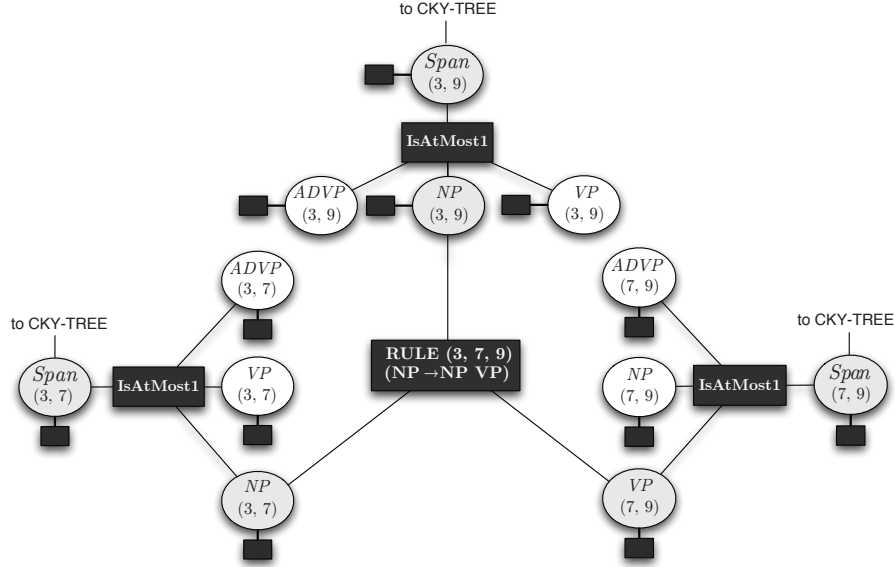 to CKY-TREE
Span
(3, 9)
IsAtMost1
ADVP
(3, 9)
NP
(3, 9)
VP
(3, 9)
ADVP
(3, 7)
ADVP
(7, 9)
to CKY-TREE
to CKY-TREE
RULE (3, 7, 9)
(NP →NP VP)
Span
(3, 7)
IsAtMost1
VP
(3, 7)
NP
(7, 9)
IsAtMost1
Span
(7, 9)
NP
(3, 7)
VP
(7, 9)